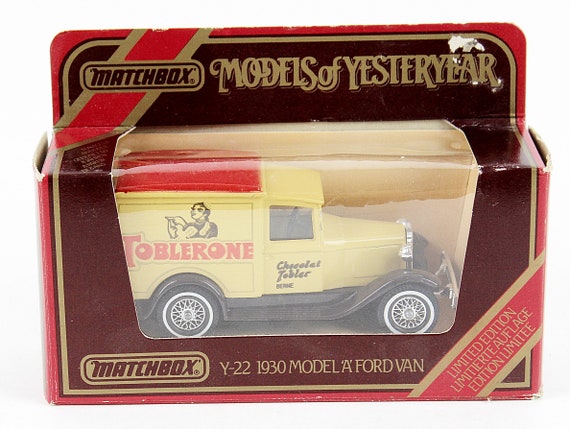 MATCHBOX
MODELS of YESTERYEAR
TOBLERONE
Chocolat
Tobler
BERNE
MATCHBOX
Y-22 1930 MODEL 'A' FORD VAN
LIMITED EDITION
LIMITIERTE AUFLAGE
EDITION LIMITEE